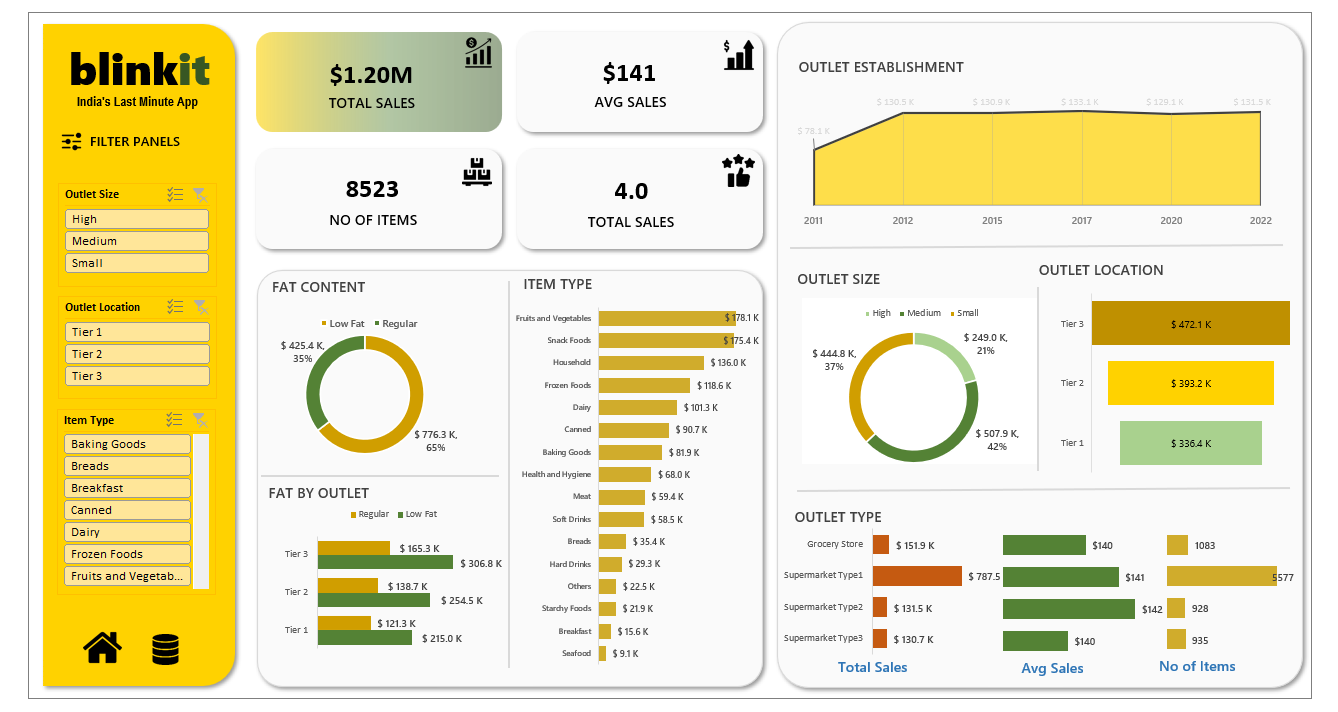 blinkit
India's Last Minute App
FILTER PANELS
Outlet Size
High
Medium
Small
Outlet Location
Tier 1
Tier 2
Tier 3
Item Type
Baking Goods
Breads
Breakfast
Canned
Dairy
Frozen Foods
Fruits and Vegetab...
$1.20M
TOTAL SALES
$141
AVG SALES
8523
NO OF ITEMS
4.0
TOTAL SALES
FAT CONTENT
Low Fat Regular
$ 425.4 K,
35%
$ 776.3 K,
65%
FAT BY OUTLET
Regular Low Fat
Tier 3 $ 165.3 K
$ 306.8 K
Tier 2 $ 138.7 K
$ 254.5 K
Tier 1 $ 121.3 K
$ 215.0 K
ITEM TYPE
Fruits and Vegetables $ 178.1 K
Snack Foods $ 175.4 K
Household $ 136.0 K
Frozen Foods $ 118.6 K
Dairy $ 101.3 K
Canned $ 90.7 K
Baking Goods $ 81.9 K
Health and Hygiene $ 68.0 K
Meat $ 59.4 K
Soft Drinks $ 58.5 K
Breads $ 35.4 K
Hard Drinks $ 29.3 K
Others $ 22.5 K
Starchy Foods $ 21.9 K
Breakfast $ 15.6 K
Seafood $ 9.1 K
OUTLET ESTABLISHMENT
$ 78.1 K $ 130.5 K $ 130.9 K $ 133.1 K $ 129.1 K $ 131.5 K
2011 2012 2015 2017 2020 2022
OUTLET SIZE
High Medium Small
$ 249.0 K,
21%
$ 444.8 K,
37%
$ 507.9 K,
42%
OUTLET LOCATION
Tier 3 $ 472.1 K
Tier 2 $ 393.2 K
Tier 1 $ 336.4 K
OUTLET TYPE
Grocery Store $ 151.9 K $140 1083
Supermarket Type1 $ 787.5 $141 5577
Supermarket Type2 $ 131.5 K $142 928
Supermarket Type3 $ 130.7 K $140 935
Total Sales Avg Sales No of Items